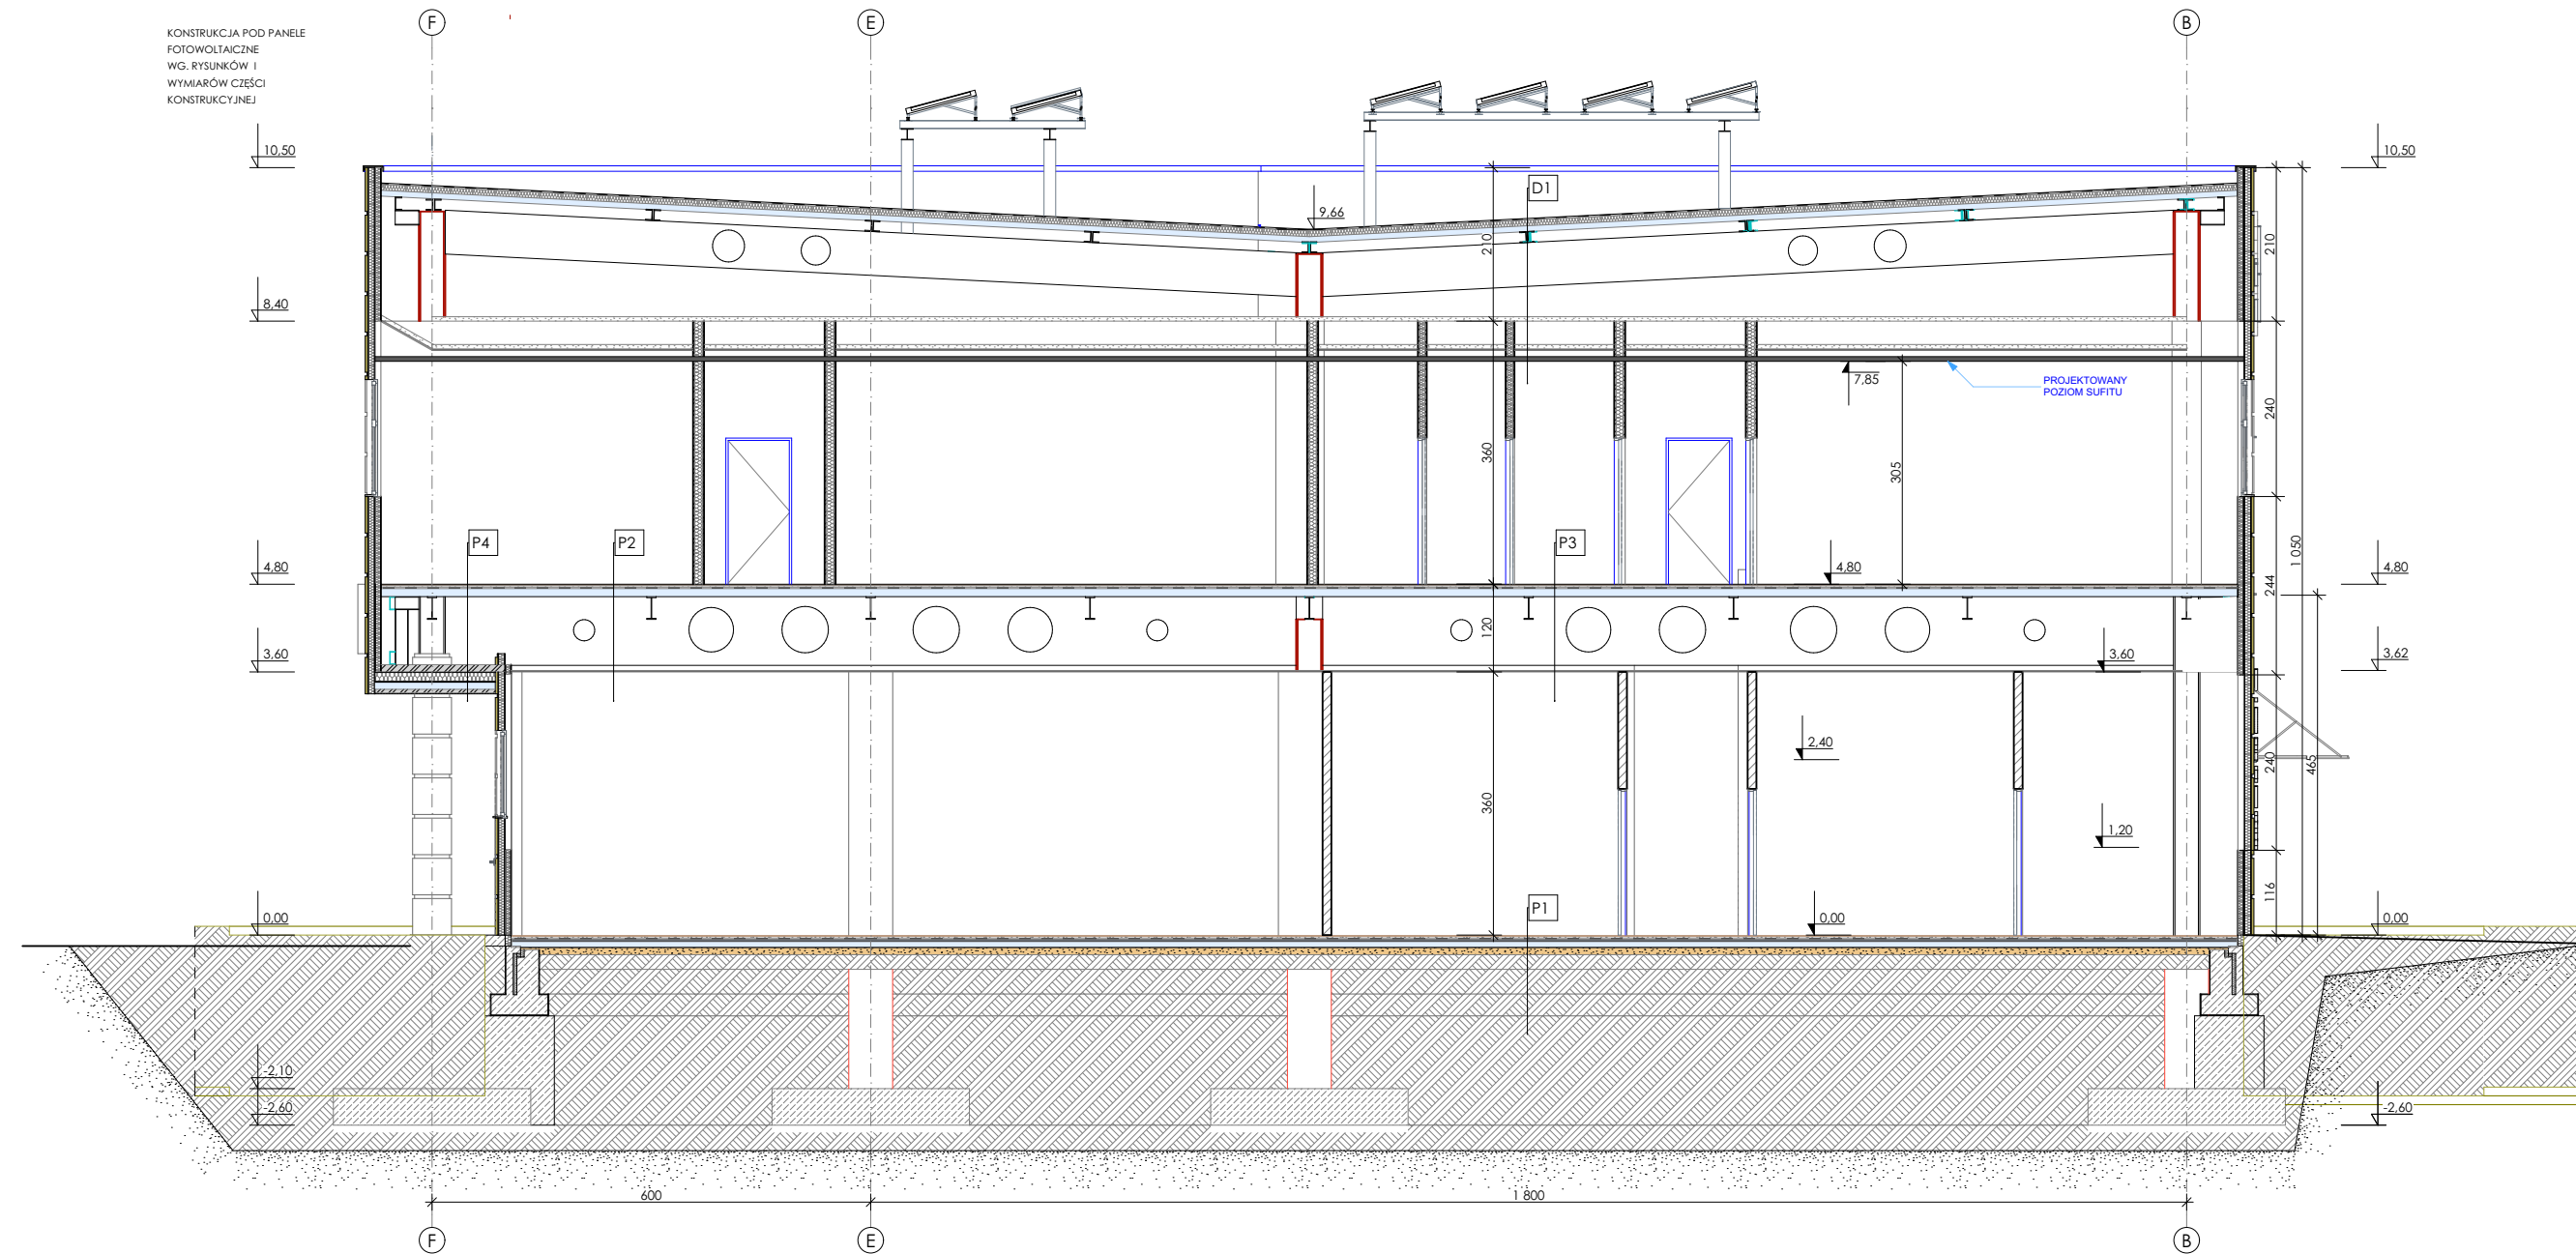 F
E
B
KONSTRUKCJA POD PANELE
FOTOWOLTAICZNE
WG. RYSUNKÓW I
WYMIARÓW CZĘŚCI
KONSTRUKCYJNEJ
10,50
10,50
D1
9,66
210
210
8,40
7,85
PROJEKTOWANY
POZIOM SUFITU
240
360
305
P4
P2
P3
1 050
4,80
4,80
4,80
244
120
3,60
3,60
3,62
2,40
240
465
360
1,20
116
P1
0,00
0,00
0,00
-2,10
-2,60
-2,60
600
1 800
F
E
B